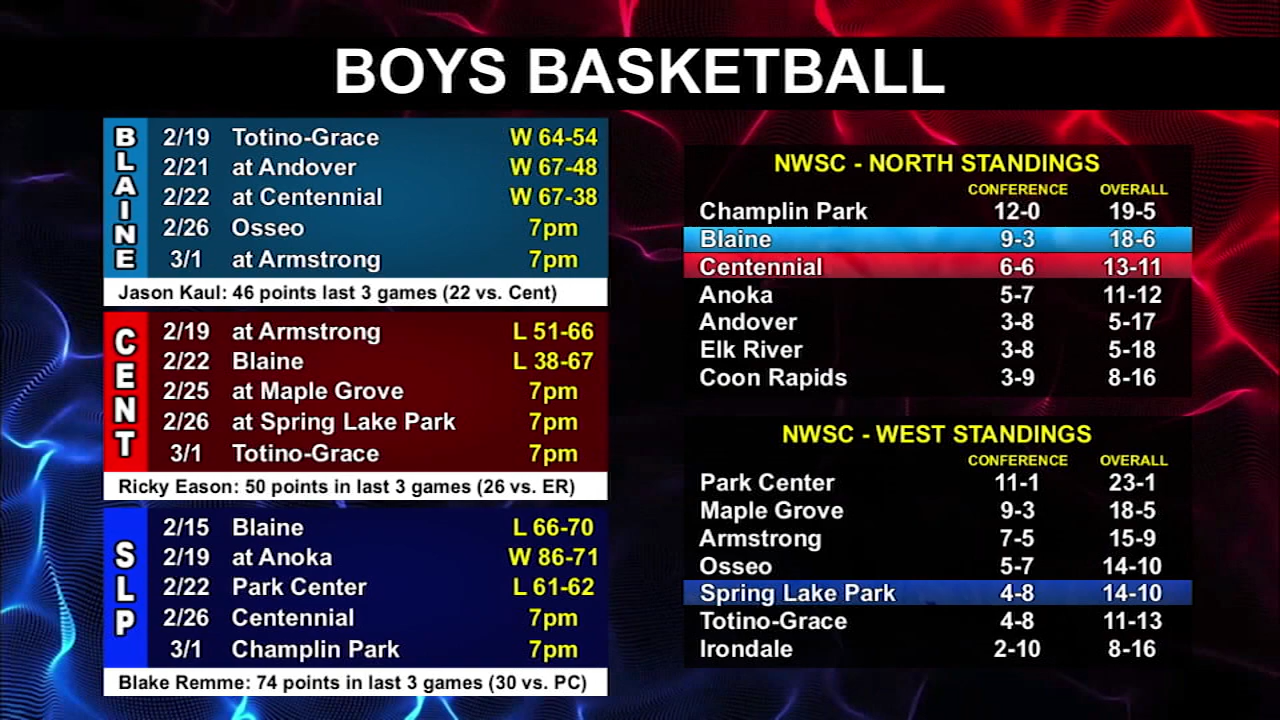 BOYS BASKETBALL
BLAINE
2/19 Totino-Grace W 64-54
2/21 at Andover W 67-48
2/22 at Centennial W 67-38
2/26 Osseo 7pm
3/1 at Armstrong 7pm
Jason Kaul: 46 points last 3 games (22 vs. Cent)
CENT
2/19 at Armstrong L 51-66
2/22 Blaine L 38-67
2/25 at Maple Grove 7pm
2/26 at Spring Lake Park 7pm
3/1 Totino-Grace 7pm
Ricky Eason: 50 points in last 3 games (26 vs. ER)
SLP
2/15 Blaine L 66-70
2/19 at Anoka W 86-71
2/22 Park Center L 61-62
2/26 Centennial 7pm
3/1 Champlin Park 7pm
Blake Remme: 74 points in last 3 games (30 vs. PC)
NWSC - NORTH STANDINGS
CONFERENCE OVERALL
Champlin Park 12-0 19-5
Blaine 9-3 18-6
Centennial 6-6 13-11
Anoka 5-7 11-12
Andover 3-8 5-17
Elk River 3-8 5-18
Coon Rapids 3-9 8-16
NWSC - WEST STANDINGS
CONFERENCE OVERALL
Park Center 11-1 23-1
Maple Grove 9-3 18-5
Armstrong 7-5 15-9
Osseo 5-7 14-10
Spring Lake Park 4-8 14-10
Totino-Grace 4-8 11-13
Irondale 2-10 8-16